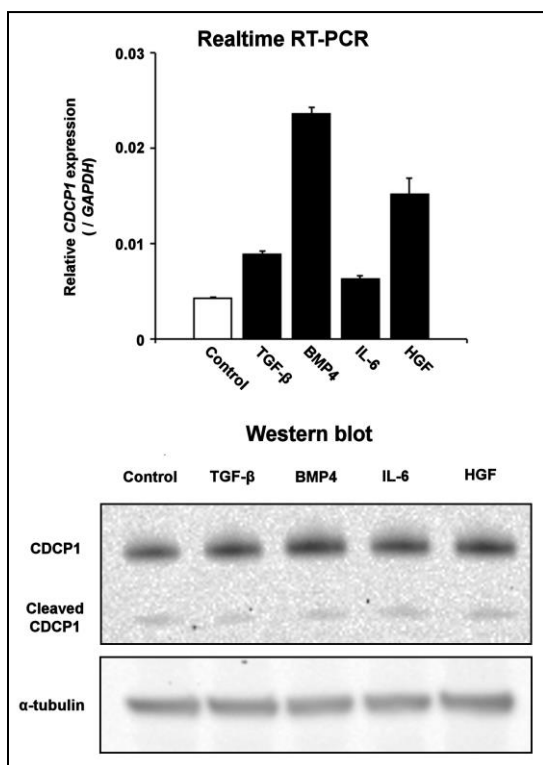 Realtime RT-PCR
Relative CDCP1 expression
( / GAPDH)
0.03
0.02
0.01
0
Control
TGF-β
BMP4
IL-6
HGF
Western blot
Control TGF-β BMP4 IL-6 HGF
CDCP1
Cleaved
CDCP1
α-tubulin